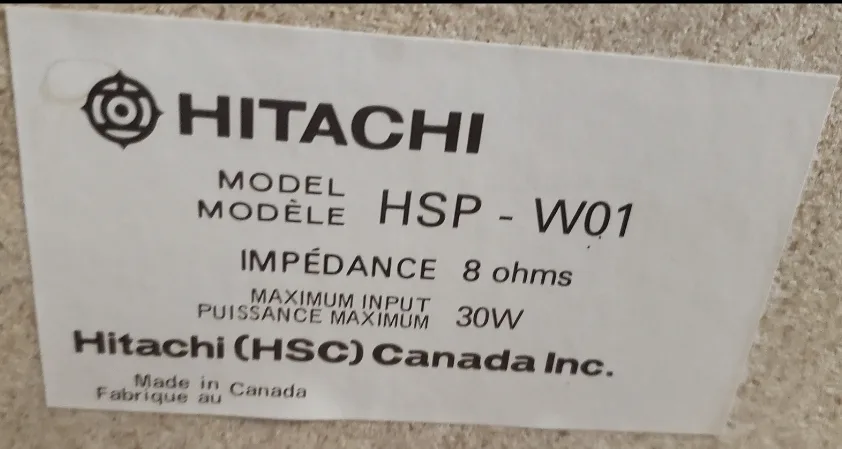 HITACHI
MODEL
MODÈLE HSP - W01
IMPÉDANCE 8 ohms
MAXIMUM INPUT
PUISSANCE MAXIMUM 30W
Hitachi (HSC) Canada Inc.
Made in
Fabrique au Canada